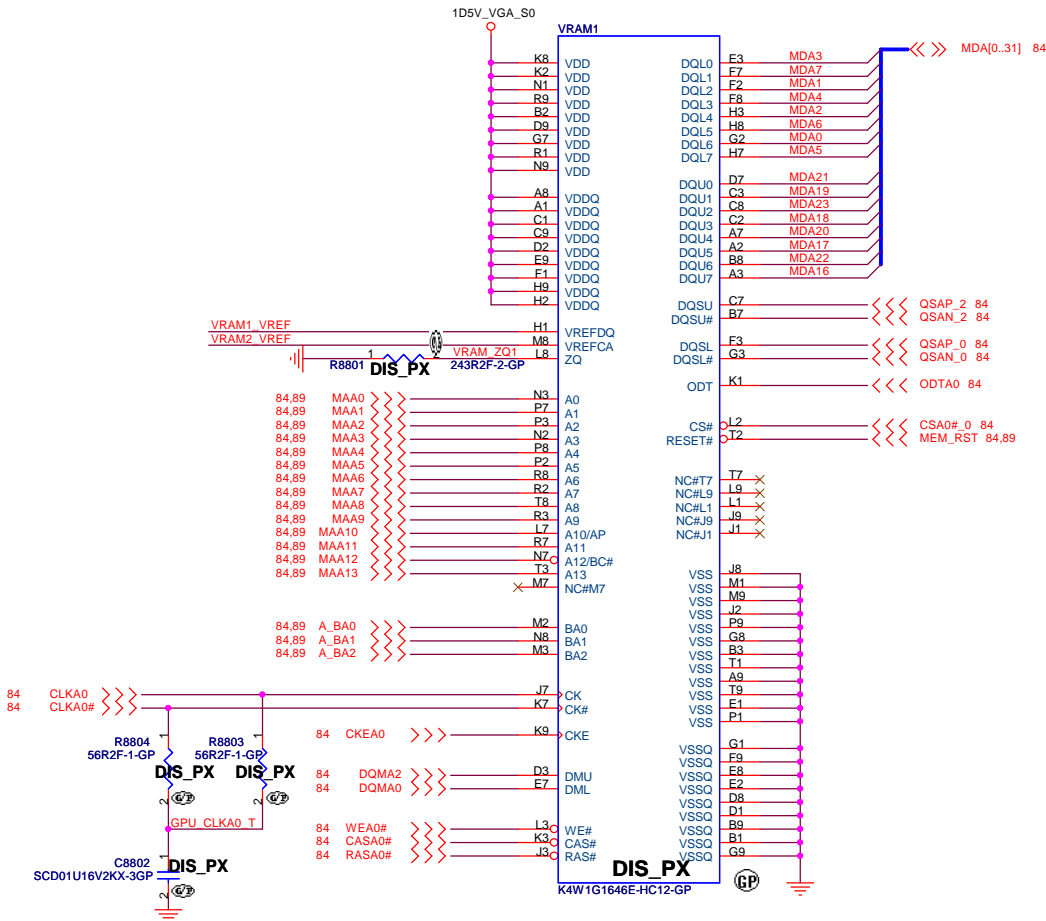 1D5V_VGA_S0
VRAM1
K8 VDD
K2 VDD
N1 VDD
R9 VDD
B2 VDD
D9 VDD
G7 VDD
R1 VDD
N9 VDD
A8 VDDQ
A1 VDDQ
C1 VDDQ
C9 VDDQ
D2 VDDQ
E9 VDDQ
F1 VDDQ
H9 VDDQ
H2 VDDQ
VRAM1_VREF H1 VREFDQ
VRAM2_VREF M8 VREFCA
1 VRAM_ZQ1 L8 ZQ
R8801 DIS_PX 243R2F-2-GP
84,89 MAA0 N3 A0
84,89 MAA1 P7 A1
84,89 MAA2 P3 A2
84,89 MAA3 N2 A3
84,89 MAA4 P8 A4
84,89 MAA5 P2 A5
84,89 MAA6 R8 A6
84,89 MAA7 R2 A7
84,89 MAA8 T8 A8
84,89 MAA9 R3 A9
84,89 MAA10 L7 A10/AP
84,89 MAA11 R7 A11
84,89 MAA12 N7 A12/BC#
84,89 MAA13 T3 A13
M7 NC#M7
84,89 A_BA0 M2 BA0
84,89 A_BA1 N8 BA1
84,89 A_BA2 M3 BA2
84 CLKA0 J7 CK
84 CLKA0# K7 CK#
84 CKEA0 K9 CKE
84 DQMA2 D3 DMU
84 DQMA0 E7 DML
84 WEA0# L3 WE#
84 CASA0# K3 CAS#
84 RASA0# J3 RAS#
1 1
R8804 R8803
56R2F-1-GP 56R2F-1-GP
DIS_PX DIS_PX
2 G/P 2 G/P
GPU_CLKA0_T
1
C8802 DIS_PX
SCD01U16V2KX-3GP
2 G/P
DQL0 E3 MDA3
DQL1 F7 MDA7
DQL2 F2 MDA1
DQL3 F8 MDA4
DQL4 H3 MDA2
DQL5 H8 MDA6
DQL6 G2 MDA0
DQL7 H7 MDA5
MDA[0..31] 84
DQU0 D7 MDA21
DQU1 C3 MDA19
DQU2 C8 MDA23
DQU3 C2 MDA18
DQU4 A7 MDA20
DQU5 A2 MDA17
DQU6 B8 MDA22
DQU7 A3 MDA16
DQSU C7 QSAP_2 84
DQSU# B7 QSAN_2 84
DQSL F3 QSAP_0 84
DQSL# G3 QSAN_0 84
ODT K1 ODTA0 84
CS# L2 CSA0#_0 84
RESET# T2 MEM_RST 84,89
NC#T7 T7
NC#L9 L9
NC#L1 L1
NC#J9 J9
NC#J1 J1
VSS J8
VSS M1
VSS M9
VSS J2
VSS P9
VSS G8
VSS B3
VSS T1
VSS A9
VSS T9
VSS E1
VSS P1
VSSQ G1
VSSQ F9
VSSQ E8
VSSQ E2
VSSQ D8
VSSQ D1
VSSQ B9
VSSQ B1
VSSQ G9
DIS_PX
K4W1G1646E-HC12-GP
GP